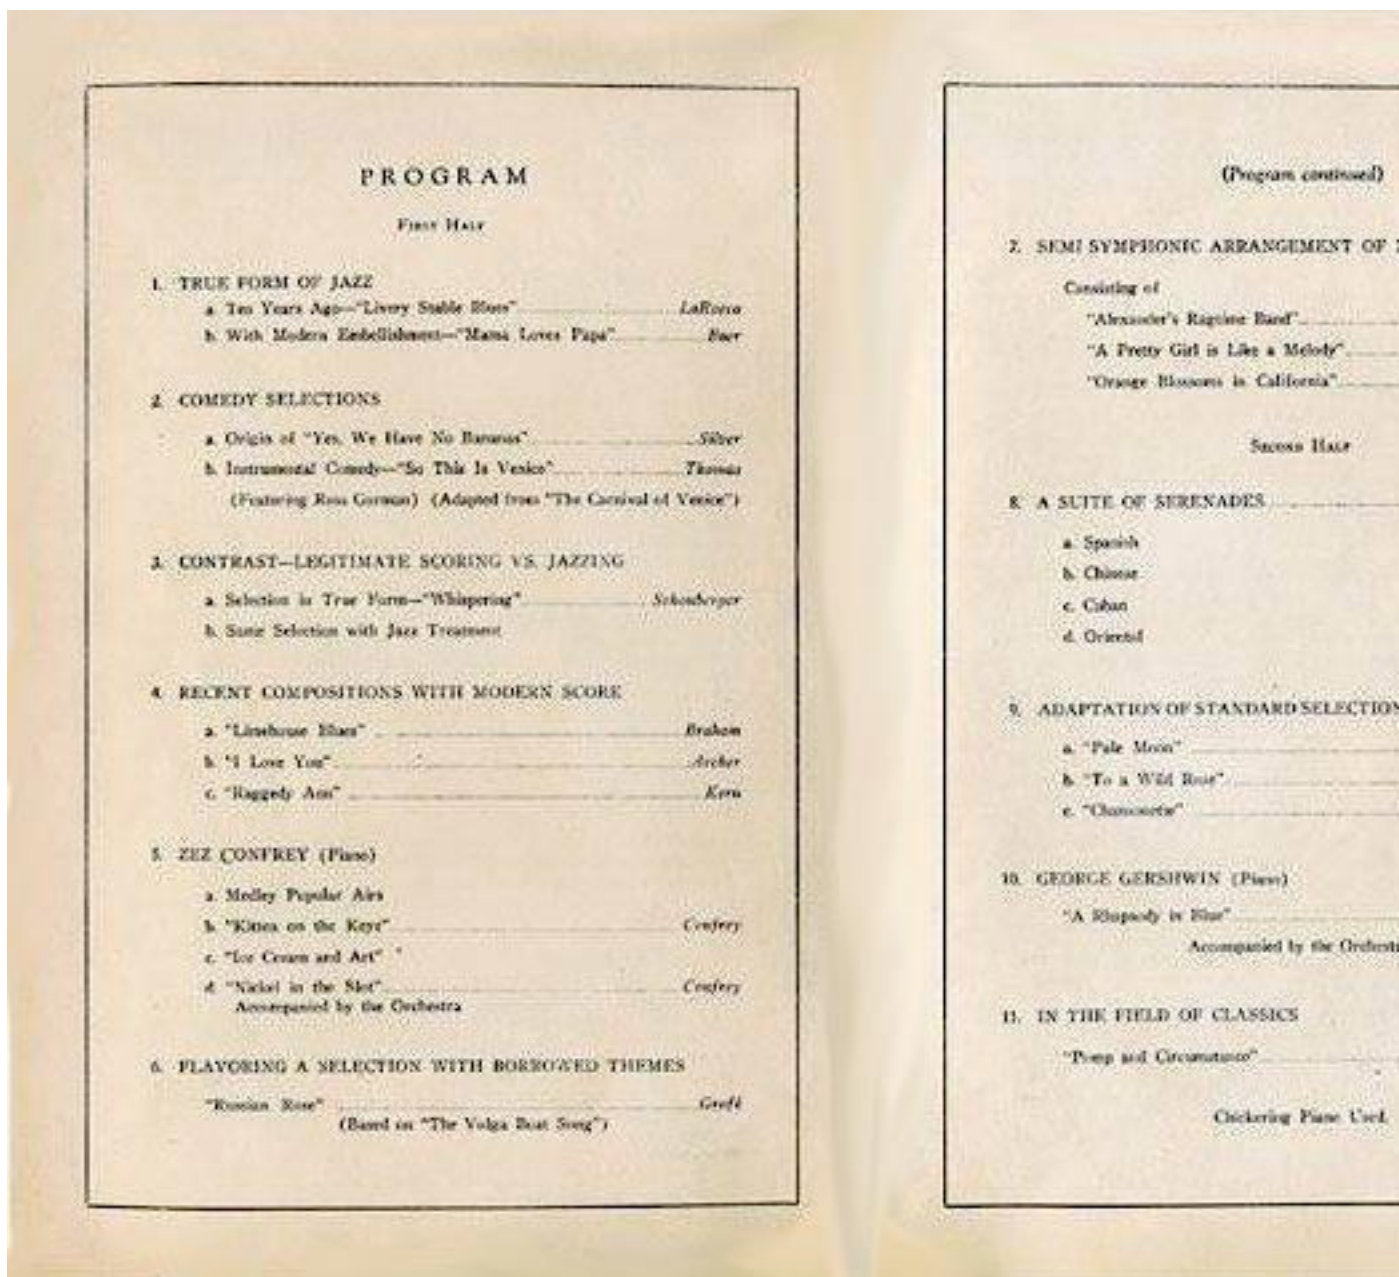 PROGRAM
First Half
1. TRUE FORM OF JAZZ
a. Ten Years Ago—"Livery Stable Blues" LaRocca
b. With Modern Embellishment—"Mama Loves Papa" Baer
2. COMEDY SELECTIONS
a. Origin of "Yes, We Have No Bananas" Silver
b. Instrumental Comedy—"So This Is Venice" Thomas
(Featuring Ross Gorman) (Adapted from "The Carnival of Venice")
3. CONTRAST—LEGITIMATE SCORING VS. JAZZING
a. Selection in True Form—"Whispering" Schonberger
b. Same Selection with Jazz Treatment
4. RECENT COMPOSITIONS WITH MODERN SCORE
a. "Limehouse Blues" Braham
b. "I Love You" Archer
c. "Raggedy Ann" Kern
5. ZEZ CONFREY (Piano)
a. Medley Popular Airs
b. "Kitten on the Keys" Confrey
c. "Ice Cream and Art"
d. "Nickel in the Slot" Confrey
Accompanied by the Orchestra
6. FLAVORING A SELECTION WITH BORROWED THEMES
"Russian Rose" Grofé
(Based on "The Volga Boat Song")
(Program continued)
7. SEMI SYMPHONIC ARRANGEMENT OF
Consisting of
"Alexander's Ragtime Band"
"A Pretty Girl is Like a Melody"
"Orange Blossoms in California"
Second Half
8. A SUITE OF SERENADES
a. Spanish
b. Chinese
c. Cuban
d. Oriental
9. ADAPTATION OF STANDARD SELECTION
a. "Pale Moon"
b. "To a Wild Rose"
c. "Chansonette"
10. GEORGE GERSHWIN (Piano)
"A Rhapsody in Blue"
Accompanied by the Orchestr
11. IN THE FIELD OF CLASSICS
"Pomp and Circumstance"
Chickering Piano Used.